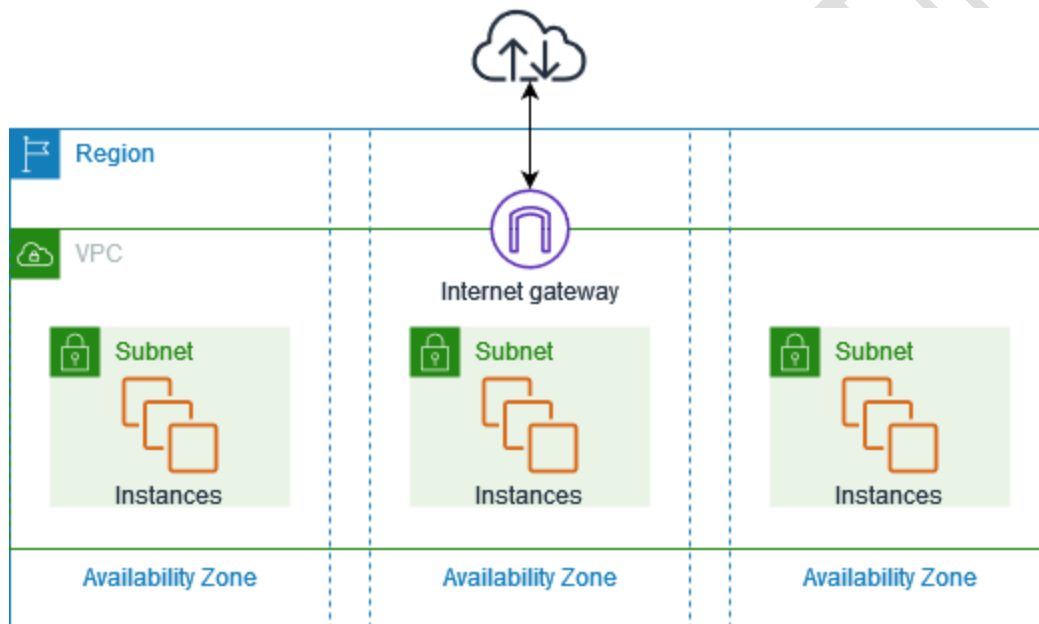 Region
VPC
Internet gateway
Subnet
Subnet
Subnet
Instances
Instances
Instances
Availability Zone
Availability Zone
Availability Zone